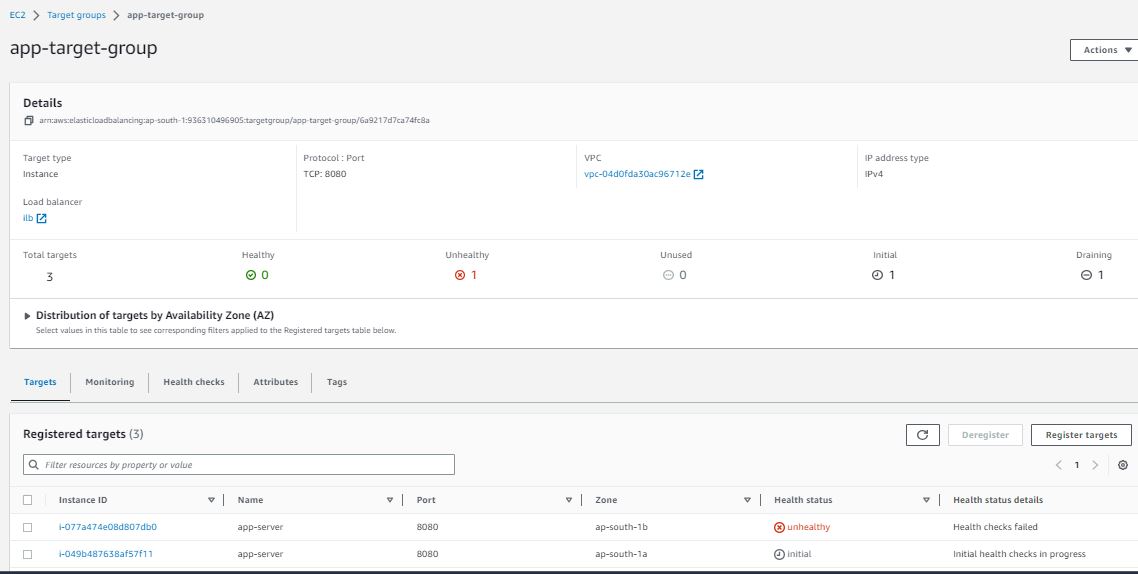 EC2 > Target groups > app-target-group
app-target-group
Actions
Details
arn:aws:elasticloadbalancing:ap-south-1:936310496905:targetgroup/app-target-group/6a9217d7ca74fc8a
Target type Protocol : Port VPC IP address type
Instance TCP: 8080 vpc-04d0fda30ac96712e IPv4
Load balancer
ilb
Total targets Healthy Unhealthy Unused Initial Draining
3 0 1 0 1 1
Distribution of targets by Availability Zone (AZ)
Select values in this table to see corresponding filters applied to the Registered targets table below.
Targets Monitoring Health checks Attributes Tags
Registered targets (3) Deregister Register targets
Filter resources by property or value 1
Instance ID Name Port Zone Health status Health status details
i-077a474e08d807db0 app-server 8080 ap-south-1b unhealthy Health checks failed
i-049b487638af57f11 app-server 8080 ap-south-1a initial Initial health checks in progress